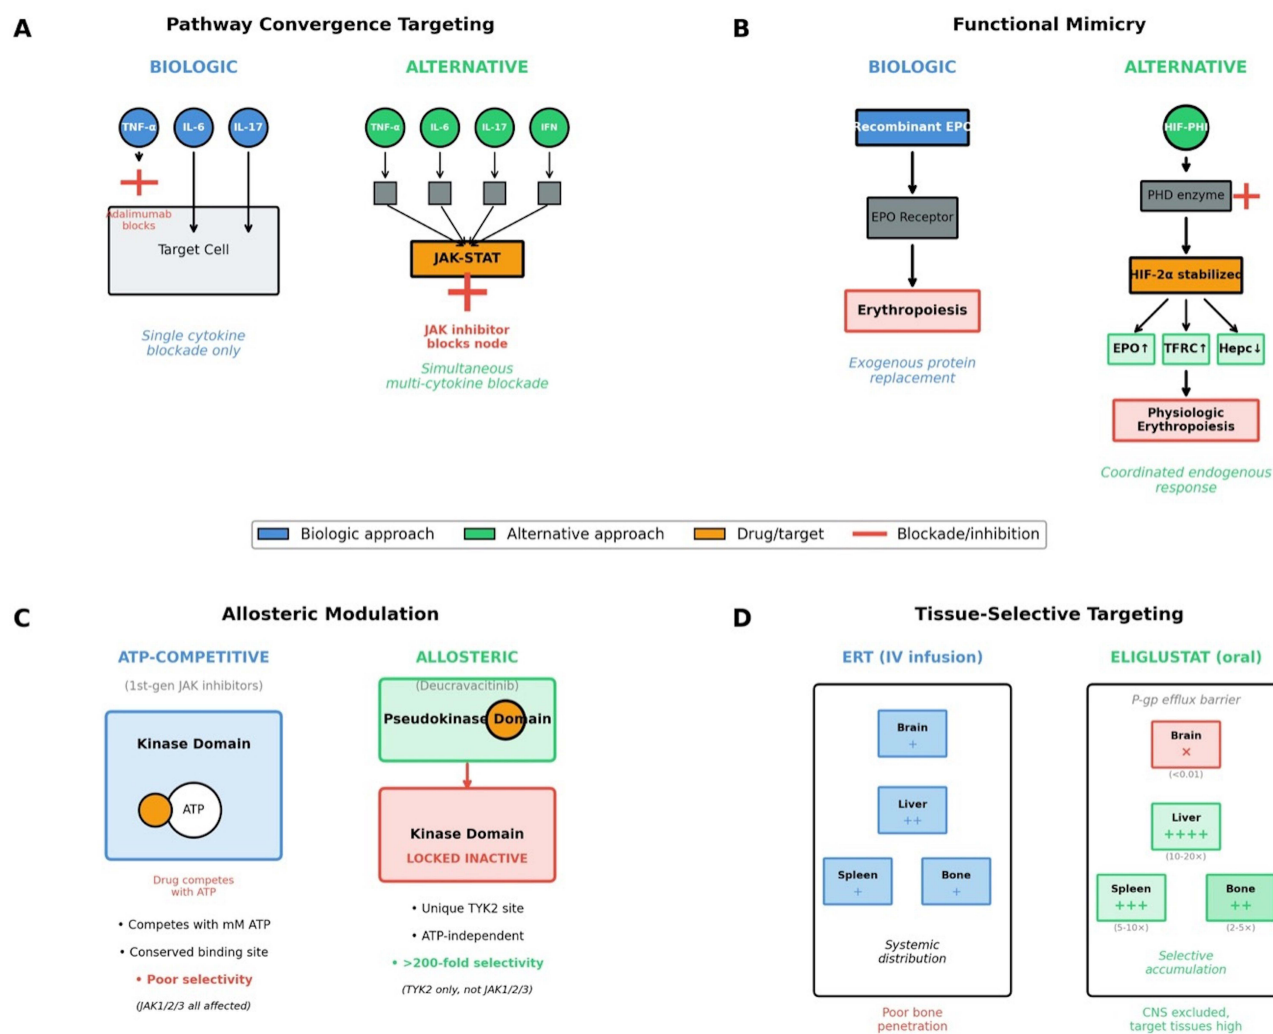 A
Pathway Convergence Targeting
BIOLOGIC
TNF-α
IL-6
IL-17
Adalimumab
blocks
Target Cell
Single cytokine
blockade only
ALTERNATIVE
TNF-α
IL-6
IL-17
IFN
JAK-STAT
JAK inhibitor
blocks node
Simultaneous
multi-cytokine blockade
B
Functional Mimicry
BIOLOGIC
Recombinant EPO
EPO Receptor
Erythropoiesis
Exogenous protein
replacement
ALTERNATIVE
HIF-PHI
PHD enzyme
HIF-2α stabilized
EPO↑
TFRC↑
Hepc↓
Physiologic
Erythropoiesis
Coordinated endogenous
response
Biologic approach
Alternative approach
Drug/target
Blockade/inhibition
C
Allosteric Modulation
ATP-COMPETITIVE
(1st-gen JAK inhibitors)
Kinase Domain
ATP
Drug competes
with ATP
• Competes with mM ATP
• Conserved binding site
• Poor selectivity
(JAK1/2/3 all affected)
ALLOSTERIC
(Deucravacitinib)
Pseudokinase Domain
Kinase Domain
LOCKED INACTIVE
• Unique TYK2 site
• ATP-independent
• >200-fold selectivity
(TYK2 only, not JAK1/2/3)
D
Tissue-Selective Targeting
ERT (IV infusion)
Brain
+
Liver
++
Spleen
+
Bone
+
Systemic
distribution
Poor bone
penetration
ELIGLUSTAT (oral)
P-gp efflux barrier
Brain
×
(<0.01)
Liver
++++
(10-20×)
Spleen
+++
(5-10×)
Bone
++
(2-5×)
Selective
accumulation
CNS excluded,
target tissues high